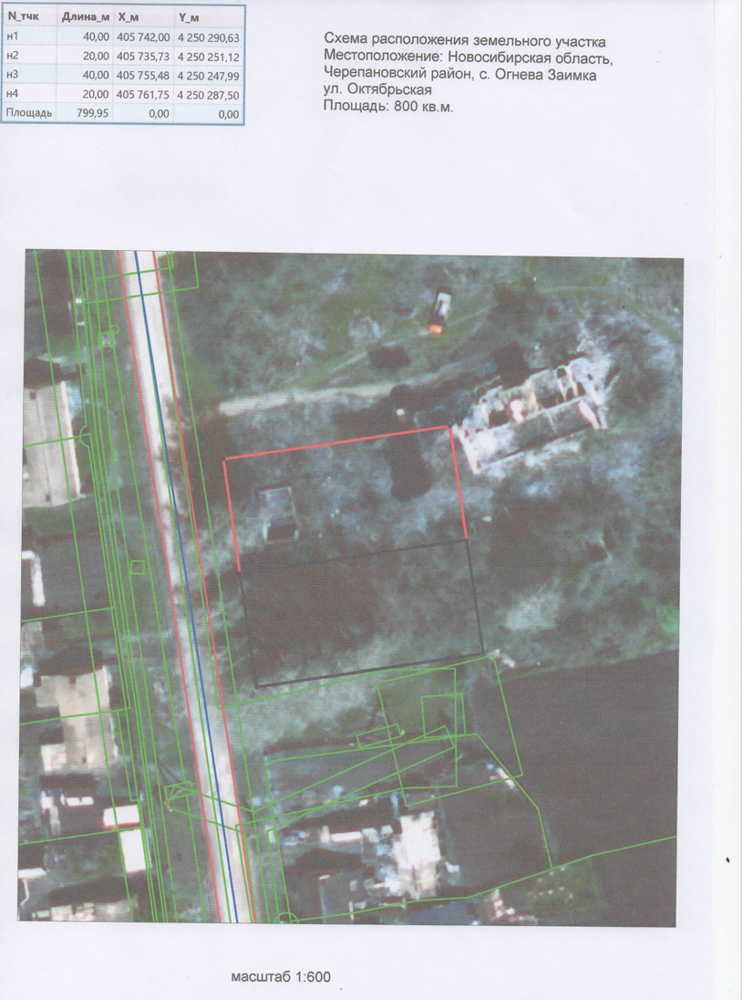 N_тчк Длина_м X_м Y_м
н1 40,00 405 742,00 4 250 290,63
н2 20,00 405 735,73 4 250 251,12
н3 40,00 405 755,48 4 250 247,99
н4 20,00 405 761,75 4 250 287,50
Площадь 799,95 0,00 0,00
Схема расположения земельного участка
Местоположение: Новосибирская область,
Черепановский район, с. Огнева Заимка
ул. Октябрьская
Площадь: 800 кв.м.
масштаб 1:600